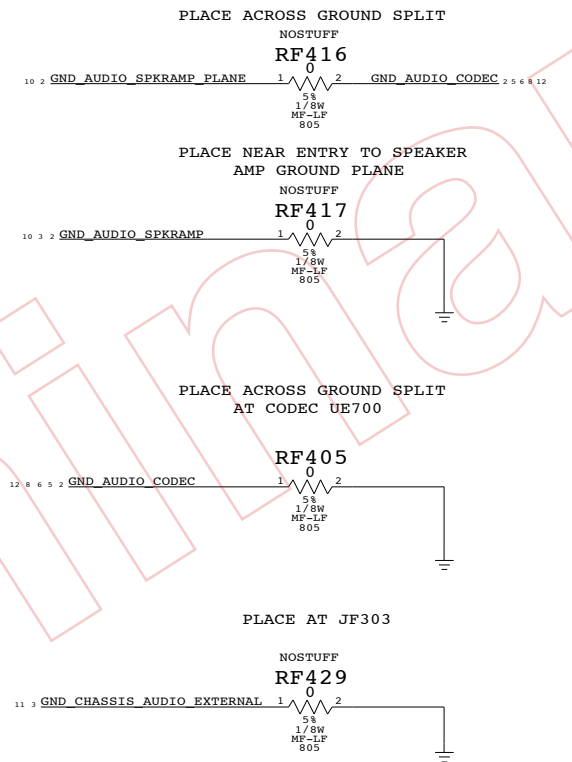 PLACE ACROSS GROUND SPLIT
NOSTUFF
RF416
0
10 2 GND_AUDIO_SPKRAMP_PLANE 1 2 GND_AUDIO_CODEC 2 5 6 8 12
5%
1/8W
MF-LF
805
PLACE NEAR ENTRY TO SPEAKER
AMP GROUND PLANE
NOSTUFF
RF417
0
10 3 2 GND_AUDIO_SPKRAMP 1 2
5%
1/8W
MF-LF
805
PLACE ACROSS GROUND SPLIT
AT CODEC UE700
RF405
0
12 8 6 5 2 GND_AUDIO_CODEC 1 2
5%
1/8W
MF-LF
805
PLACE AT JF303
NOSTUFF
RF429
0
11 3 GND_CHASSIS_AUDIO_EXTERNAL 1 2
5%
1/8W
MF-LF
805